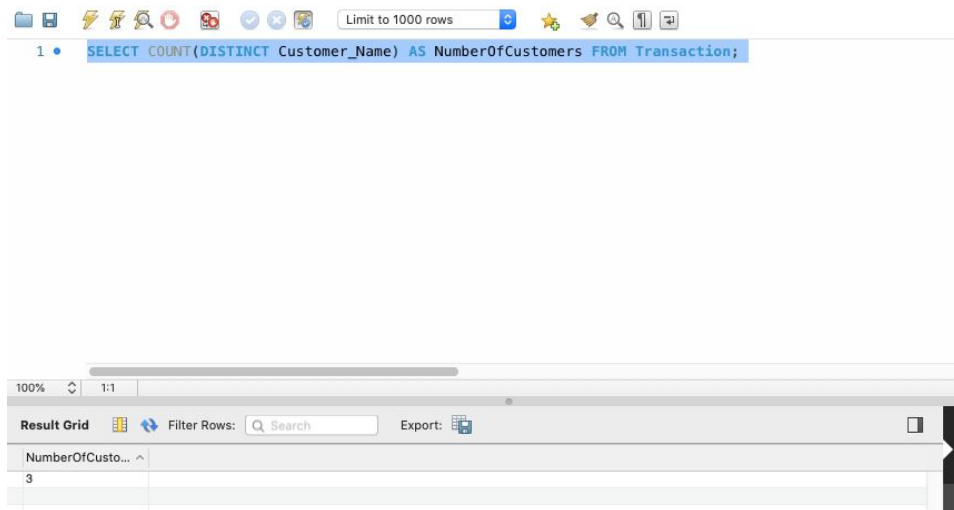 Limit to 1000 rows
1 SELECT COUNT(DISTINCT Customer_Name) AS NumberOfCustomers FROM Transaction;
100% 1:1
Result Grid Filter Rows: Search Export:
NumberOfCusto...
3